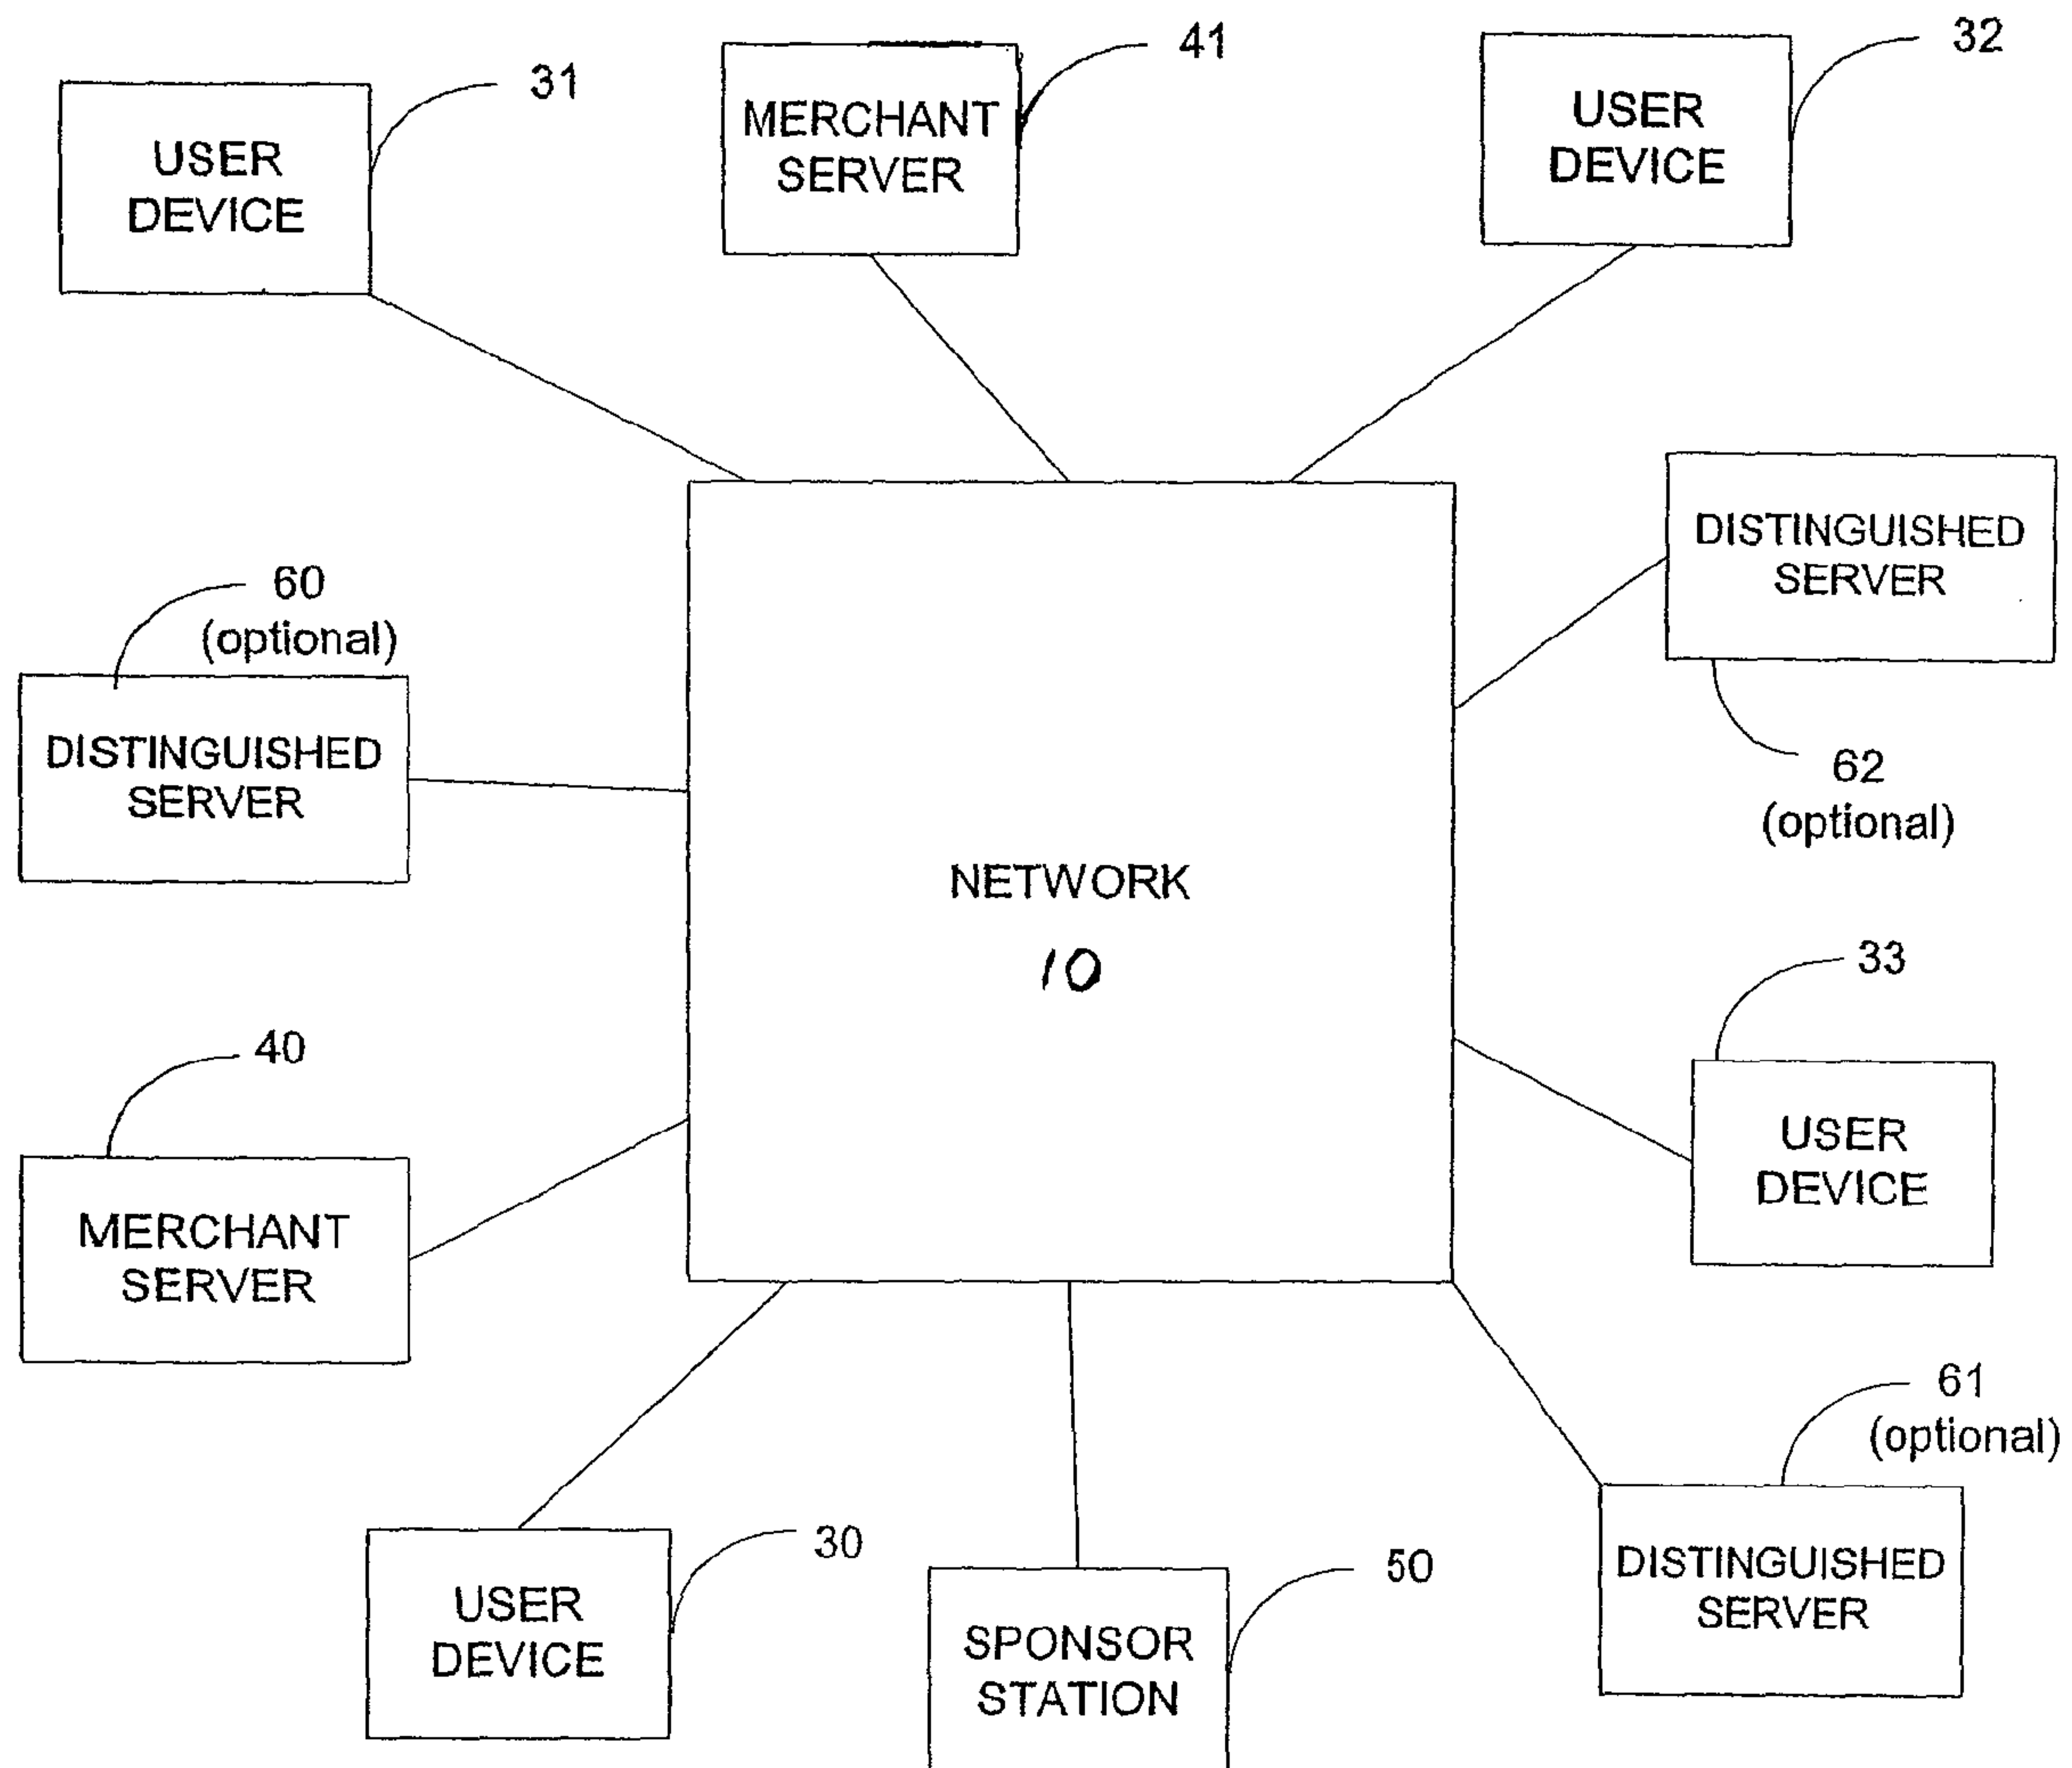 31
USER
DEVICE
41
MERCHANT
SERVER
32
USER
DEVICE
60
(optional)
DISTINGUISHED
SERVER
DISTINGUISHED
SERVER
62
(optional)
NETWORK
10
33
USER
DEVICE
40
MERCHANT
SERVER
30
USER
DEVICE
50
SPONSOR
STATION
61
(optional)
DISTINGUISHED
SERVER